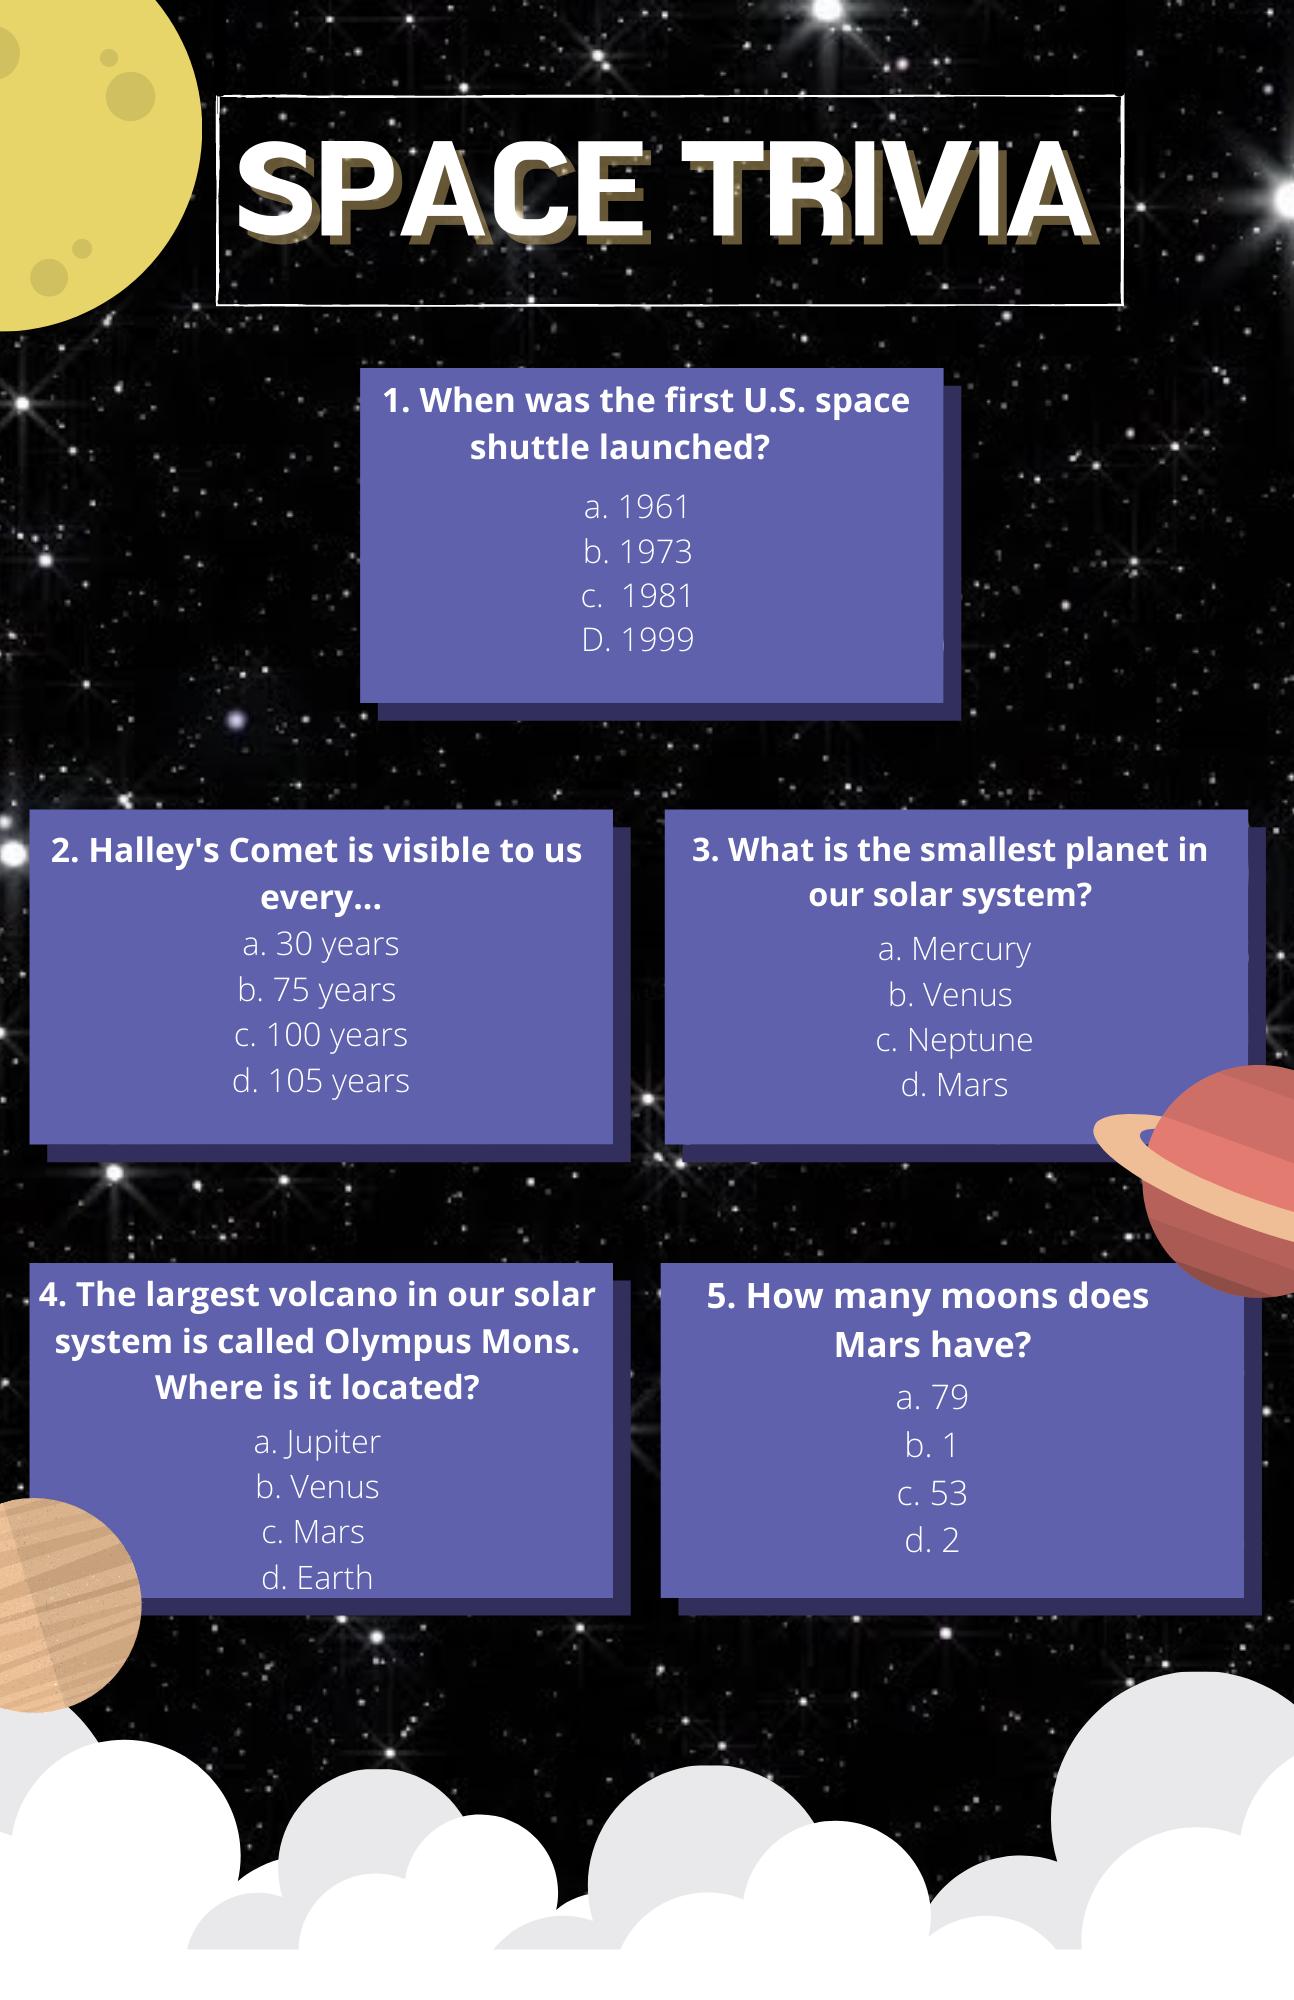 SPACE TRIVIA
1. When was the first U.S. space
shuttle launched?
a. 1961
b. 1973
c. 1981
D. 1999
2. Halley's Comet is visible to us
every...
a. 30 years
b. 75 years
c. 100 years
d. 105 years
3. What is the smallest planet in
our solar system?
a. Mercury
b. Venus
c. Neptune
d. Mars
4. The largest volcano in our solar
system is called Olympus Mons.
Where is it located?
a. Jupiter
b. Venus
c. Mars
d. Earth
5. How many moons does
Mars have?
a. 79
b. 1
c. 53
d. 2